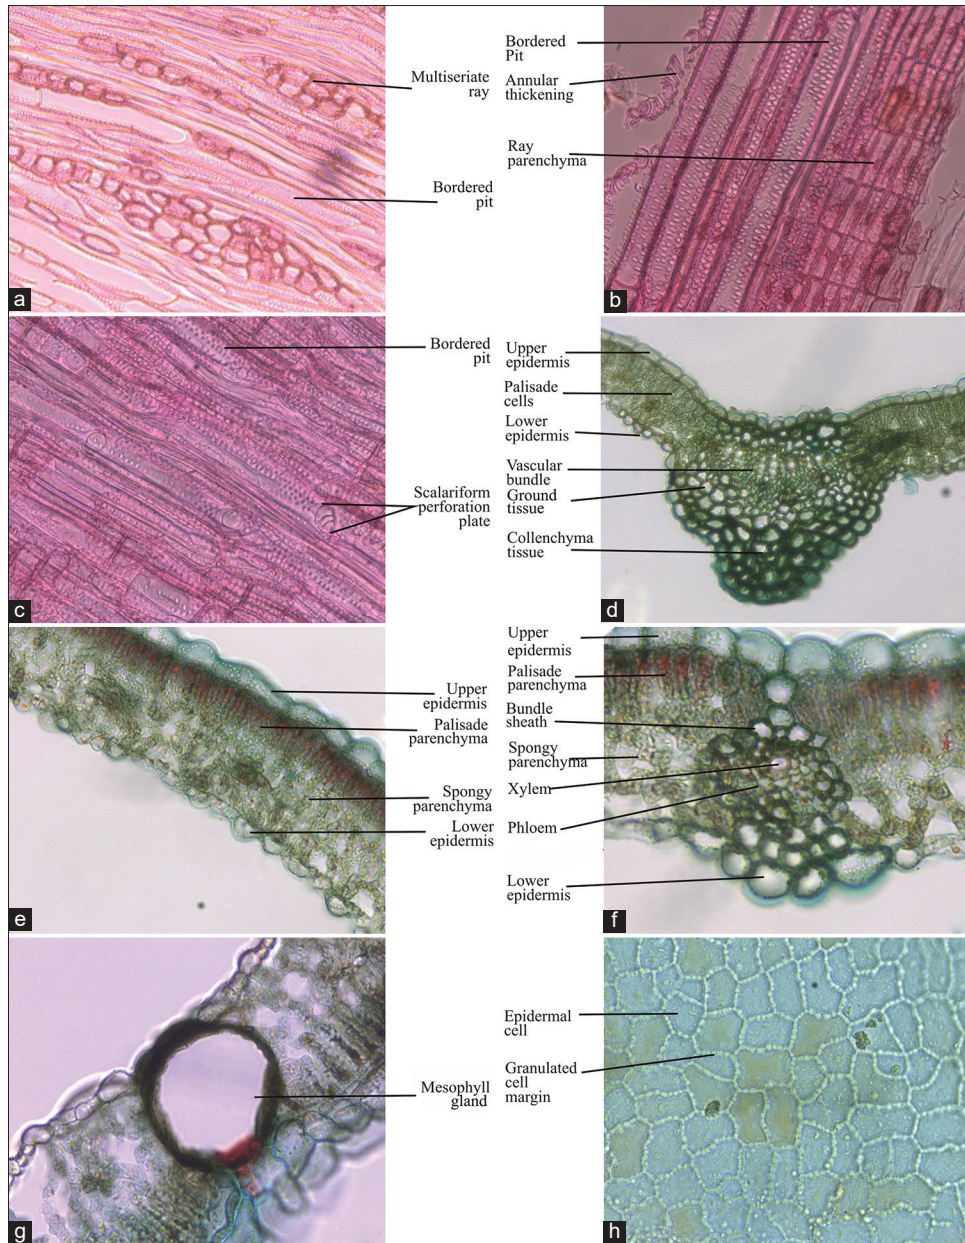 Multiseriate
ray
Bordered
pit
a
Bordered
Pit
Annular
thickening
Ray
parenchyma
b
Bordered
pit
Scalariform
perforation
plate
c
Upper
epidermis
Palisade
cells
Lower
epidermis
Vascular
bundle
Ground
tissue
Collenchyma
tissue
d
Upper
epidermis
Palisade
parenchyma
Spongy
parenchyma
Lower
epidermis
e
Upper
epidermis
Palisade
parenchyma
Bundle
sheath
Spongy
parenchyma
Xylem
Phloem
Lower
epidermis
f
Mesophyll
gland
g
Epidermal
cell
Granulated
cell
margin
h